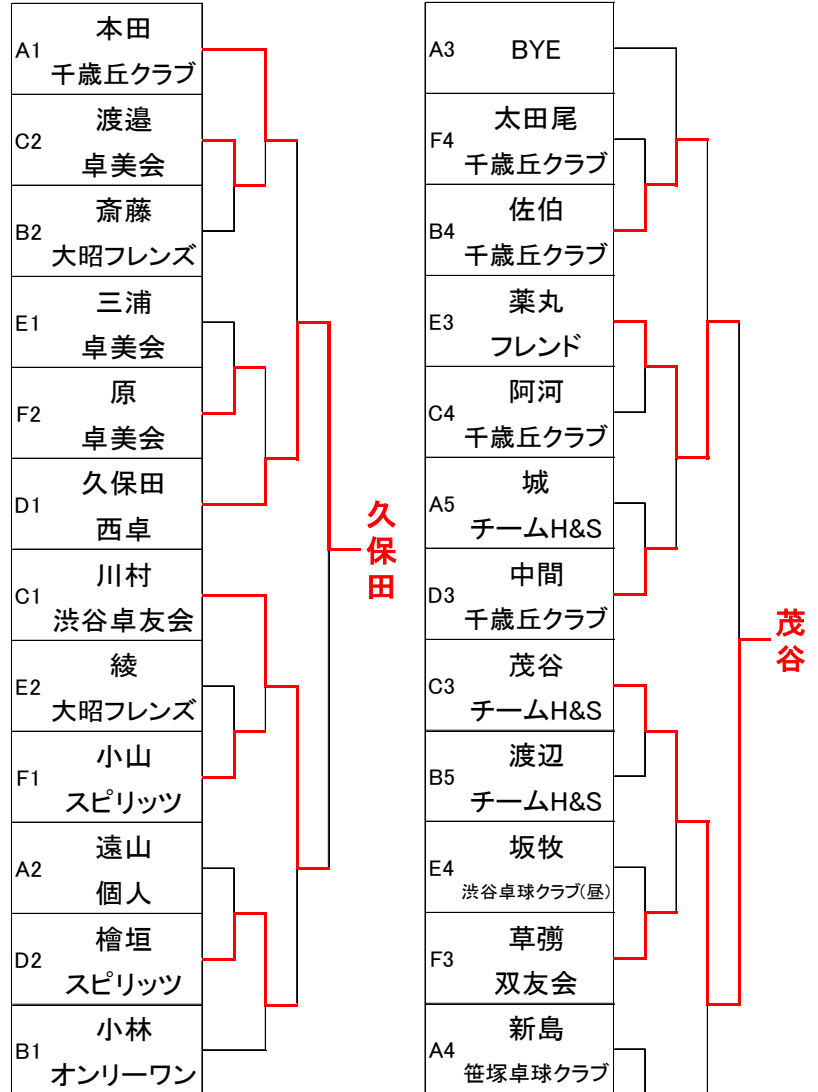 A1
本田
千歳丘クラブ
C2
渡邉
卓美会
B2
斎藤
大昭フレンズ
E1
三浦
卓美会
F2
原
卓美会
D1
久保田
西卓
C1
川村
渋谷卓友会
E2
綾
大昭フレンズ
F1
小山
スピリッツ
A2
遠山
個人
D2
檜垣
スピリッツ
B1
小林
オンリーワン
久保田
A3
BYE
F4
太田尾
千歳丘クラブ
B4
佐伯
千歳丘クラブ
E3
薬丸
フレンド
C4
阿河
千歳丘クラブ
A5
城
チームH&S
D3
中間
千歳丘クラブ
C3
茂谷
チームH&S
B5
渡辺
チームH&S
E4
坂牧
渋谷卓球クラブ(昼)
F3
草彅
双友会
A4
新島
笹塚卓球クラブ
茂谷